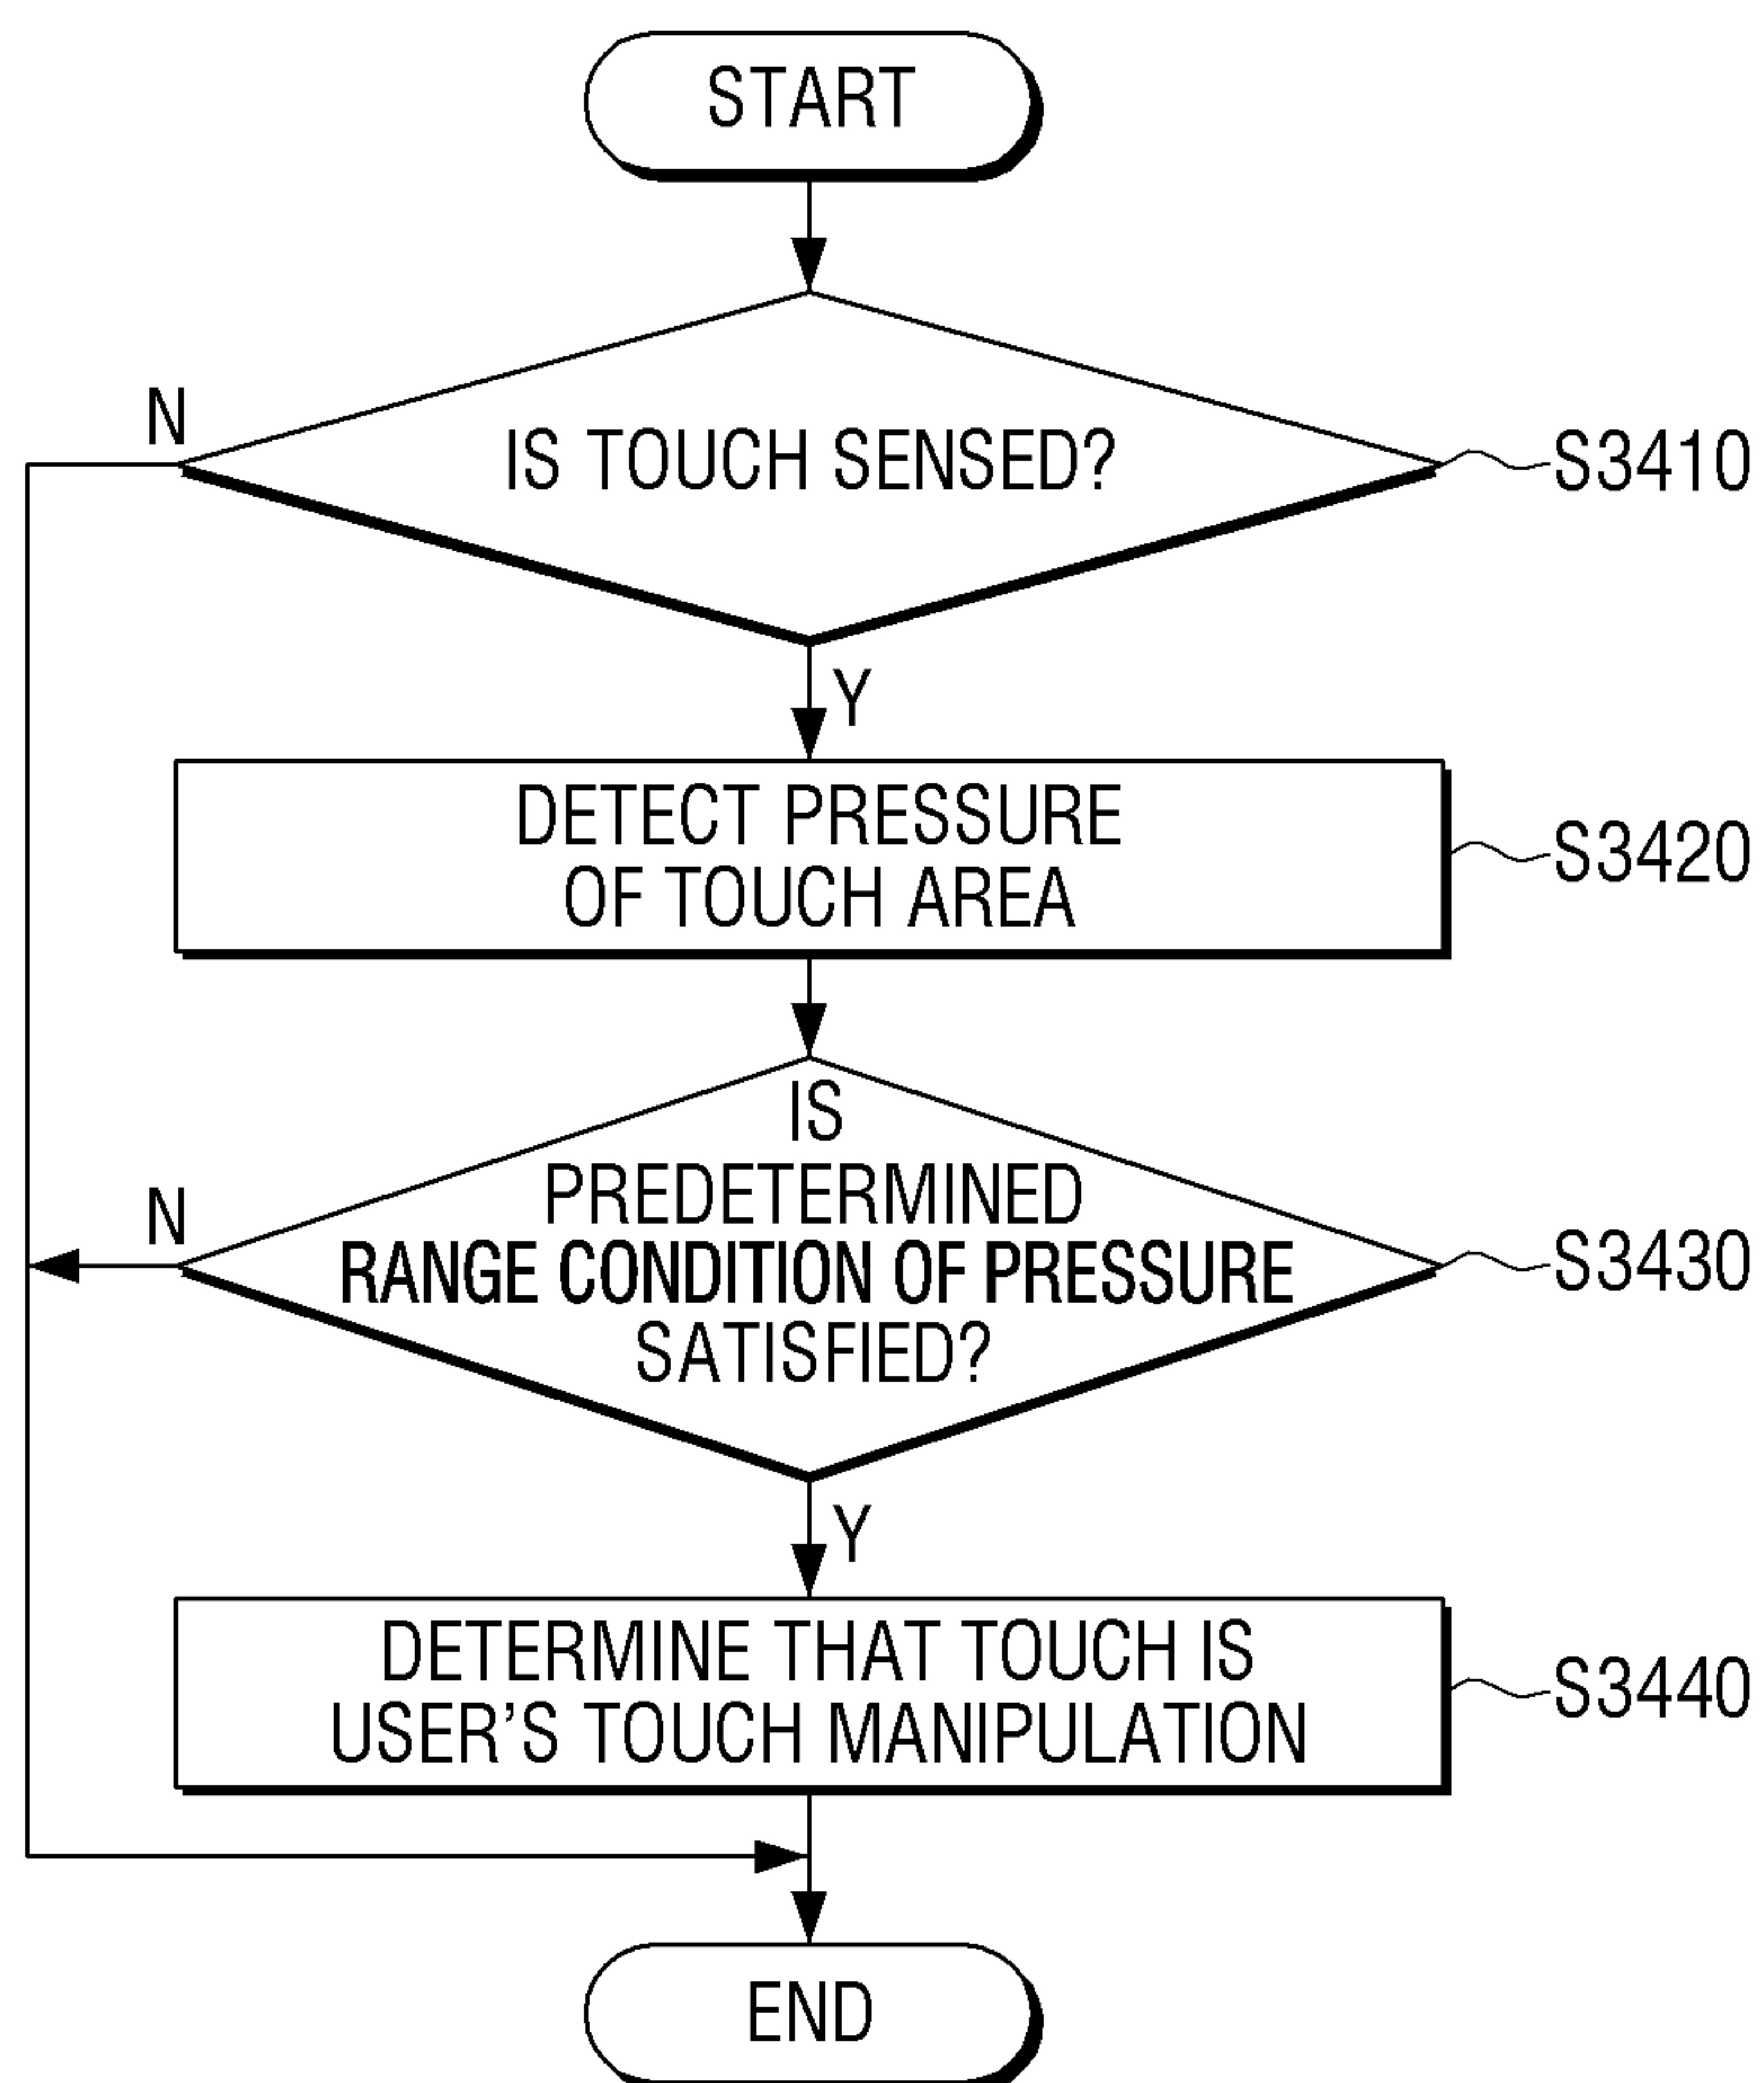 START
N
IS TOUCH SENSED?
S3410
Y
DETECT PRESSURE
OF TOUCH AREA
S3420
IS
PREDETERMINED
N
RANGE CONDITION OF PRESSURE
SATISFIED?
S3430
Y
DETERMINE THAT TOUCH IS
USER’S TOUCH MANIPULATION
S3440
END